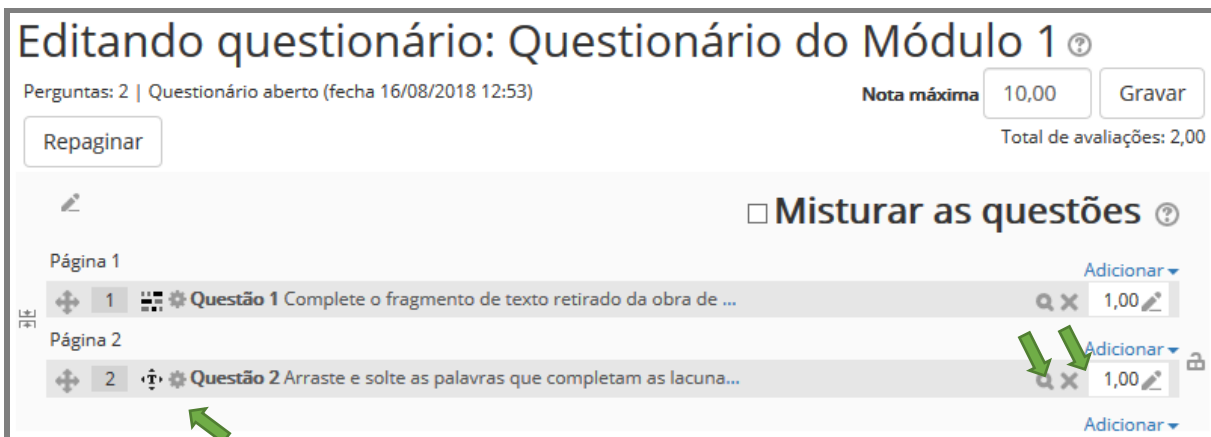 Editando questionário: Questionário do Módulo 1
Perguntas: 2 | Questionário aberto (fecha 16/08/2018 12:53)
Nota máxima 10,00 Gravar
Repaginar
Total de avaliações: 2,00
Misturar as questões
Página 1
Adicionar
1 Questão 1 Complete o fragmento de texto retirado da obra de ... 1,00
Página 2
Adicionar
2 Questão 2 Arraste e solte as palavras que completam as lacuna... 1,00
Adicionar